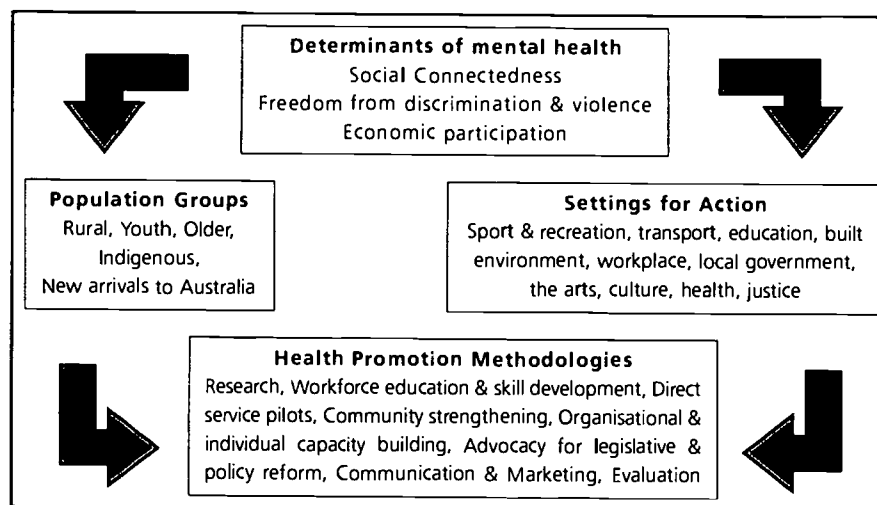 Determinants of mental health
Social Connectedness
Freedom from discrimination & violence
Economic participation
Population Groups
Rural, Youth, Older,
Indigenous,
New arrivals to Australia
Settings for Action
Sport & recreation, transport, education, built
environment, workplace, local government,
the arts, culture, health, justice
Health Promotion Methodologies
Research, Workforce education & skill development, Direct
service pilots, Community strengthening, Organisational &
individual capacity building, Advocacy for legislative &
policy reform, Communication & Marketing, Evaluation